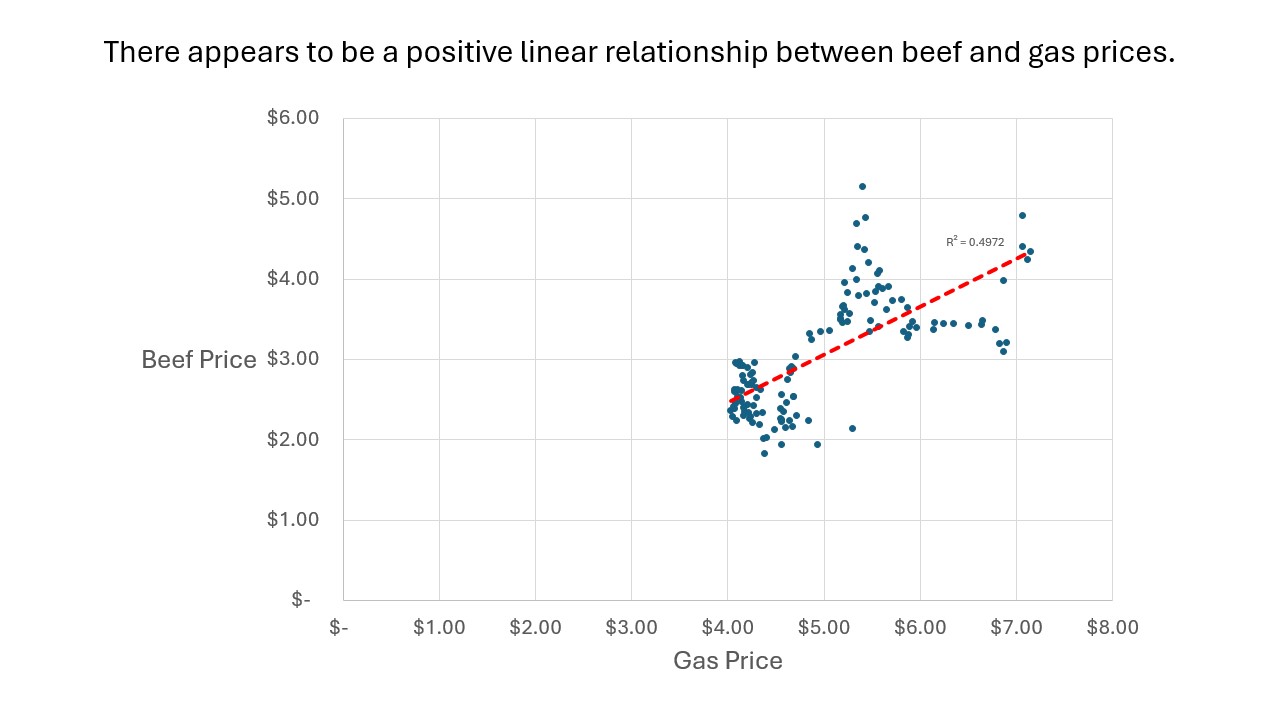 There appears to be a positive linear relationship between beef and gas prices.
$6.00
$5.00
R² = 0.4972
$4.00
Beef Price
$3.00
$2.00
$1.00
$-
$- $1.00 $2.00 $3.00 $4.00 $5.00 $6.00 $7.00 $8.00
Gas Price